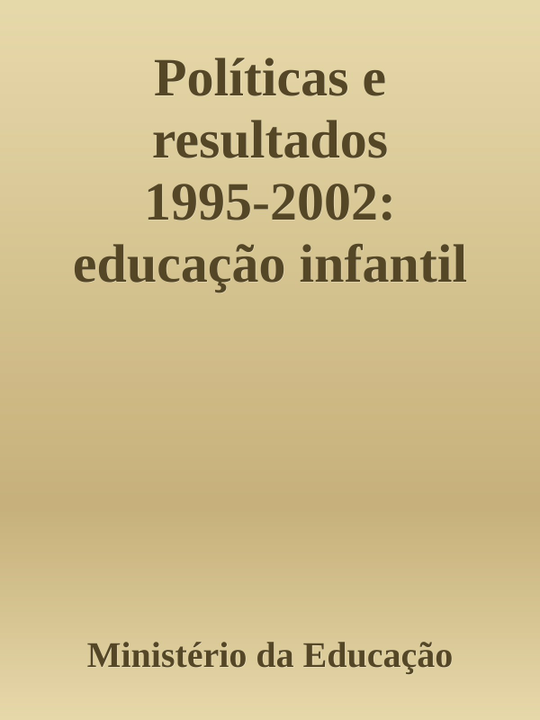 Políticas e
resultados
1995-2002:
educação infantil
Ministério da Educação